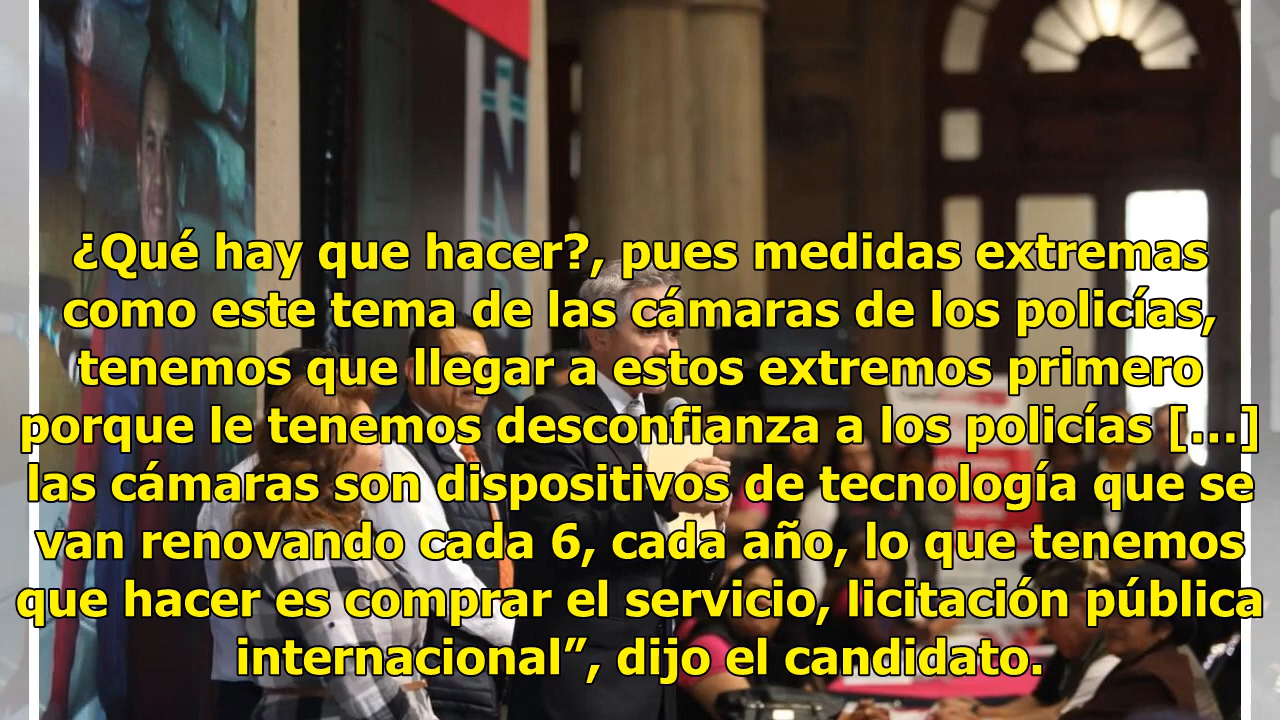 ¿Qué hay que hacer?, pues medidas extremas
como este tema de las cámaras de los policías,
tenemos que llegar a estos extremos primero
porque le tenemos desconfianza a los policías [...]
las cámaras son dispositivos de tecnología que se
van renovando cada 6, cada año, lo que tenemos
que hacer es comprar el servicio, licitación pública
internacional”, dijo el candidato.